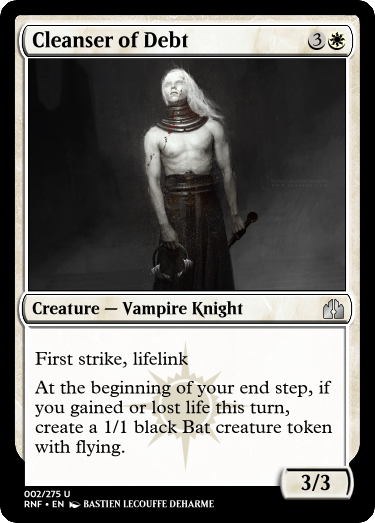 Cleanser of Debt 3
Creature — Vampire Knight
First strike, lifelink
At the beginning of your end step, if
you gained or lost life this turn,
create a 1/1 black Bat creature token
with flying.
3/3
002/275 U
RNF • EN BASTIEN LECOUFFE DEHARME